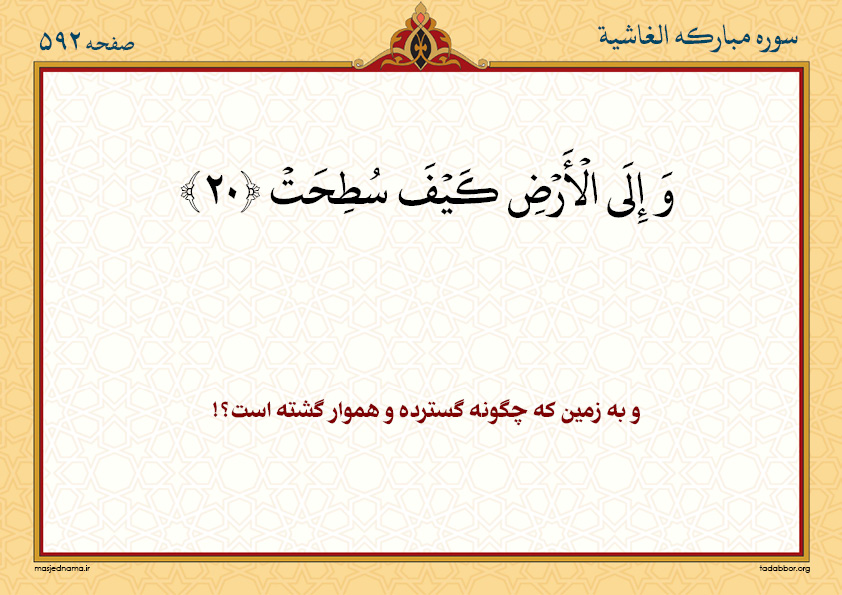 سوره مبارکه الغاشیة
صفحه ۵۹۲
وَ إِلَى الْأَرْضِ كَيْفَ سُطِحَتْ ﴿۲۰﴾
و به زمین که چگونه گسترده و هموار گشته است؟!
masjednama.ir
tadabbor.org